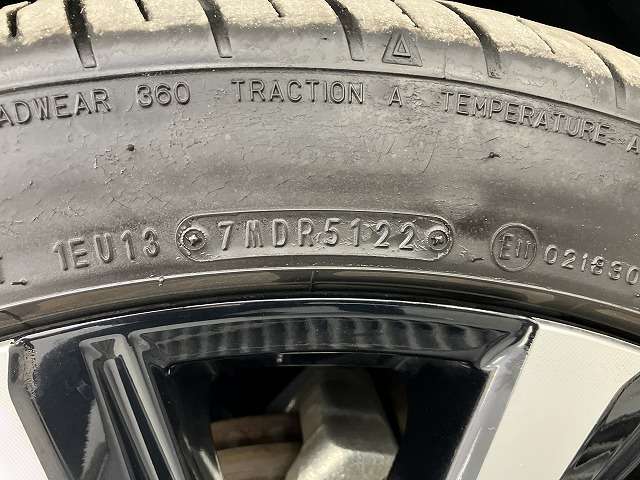 ADWEAR 360 TRACTION A TEMPERATURE A
1EU13 7MDR5122 E11 021830